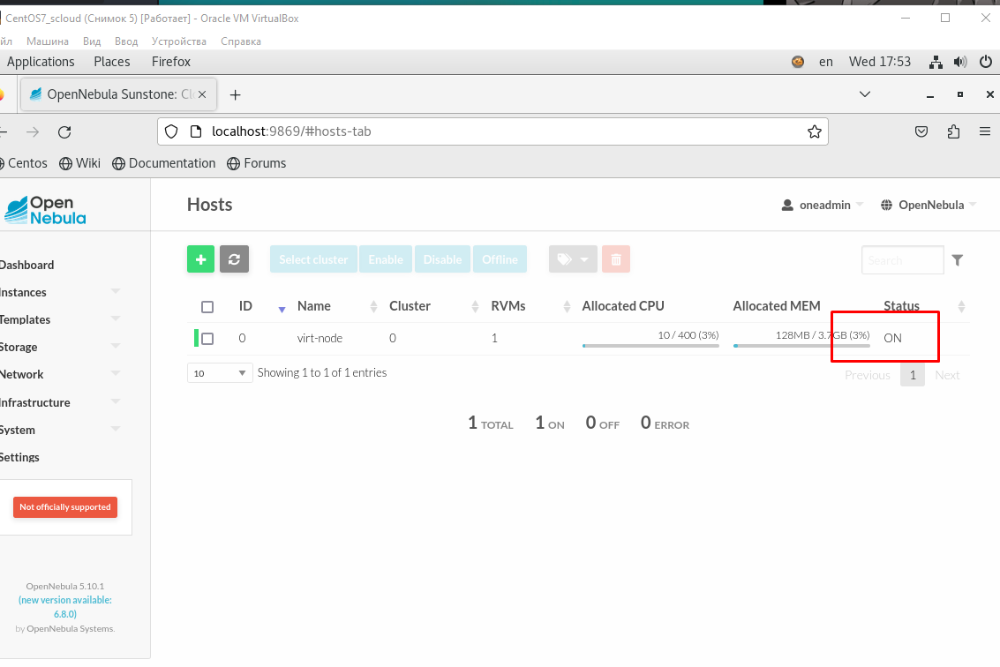 CentOS7_scloud (Снимок 5) [Работает] - Oracle VM VirtualBox
йл Машина Вид Ввод Устройства Справка
Applications Places Firefox en Wed 17:53
OpenNebula Sunstone: Clo
localhost:9869/#hosts-tab
Centos Wiki Documentation Forums
Open
Nebula
Hosts
oneadmin OpenNebula
Select cluster Enable Disable Offline Search
Dashboard
Instances
Templates
Storage
Network
Infrastructure
System
Settings
ID Name Cluster RVMs Allocated CPU Allocated MEM Status
0 virt-node 0 1 10 / 400 (3%) 128MB / 3.7GB (3%) ON
10 Showing 1 to 1 of 1 entries Previous 1 Next
1 TOTAL 1 ON 0 OFF 0 ERROR
Not officially supported
OpenNebula 5.10.1
(new version available:
6.8.0)
by OpenNebula Systems.